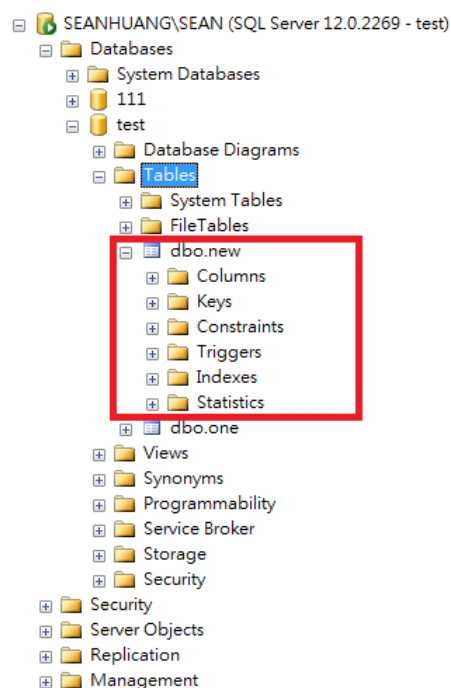 SEANHUANG\SEAN (SQL Server 12.0.2269 - test)
Databases
System Databases
111
test
Database Diagrams
Tables
System Tables
FileTables
dbo.new
Columns
Keys
Constraints
Triggers
Indexes
Statistics
dbo.one
Views
Synonyms
Programmability
Service Broker
Storage
Security
Security
Server Objects
Replication
Management